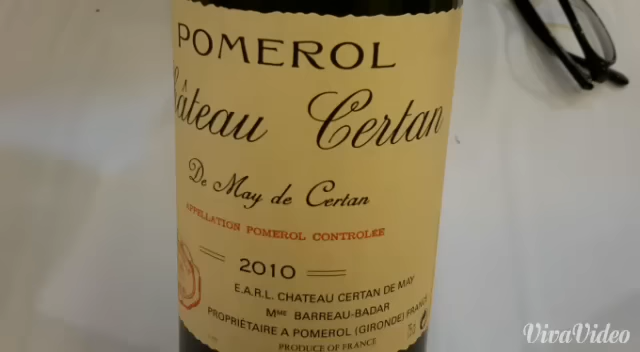 POMEROL
Château Certan
De May de Certan
APPELLATION POMEROL CONTROLÉE
2010
E.A.R.L. CHATEAU CERTAN DE MAY
MME BARREAU-BADAR
PROPRIÉTAIRE A POMEROL (GIRONDE) FRANCE
PRODUCE OF FRANCE
VivaVideo